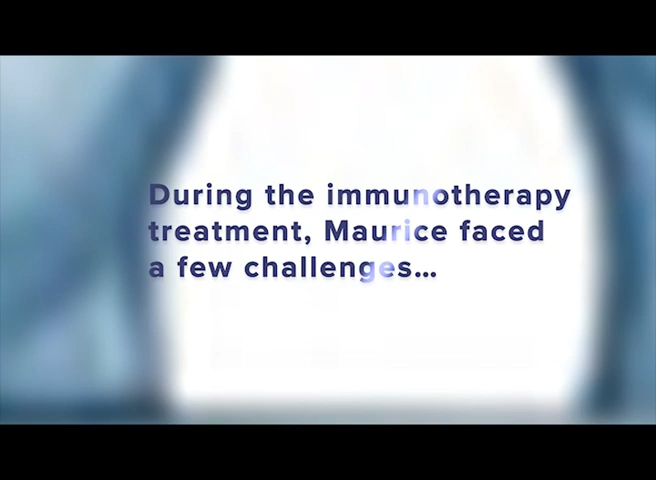 During the immunotherapy
treatment, Maurice faced
a few challenges…